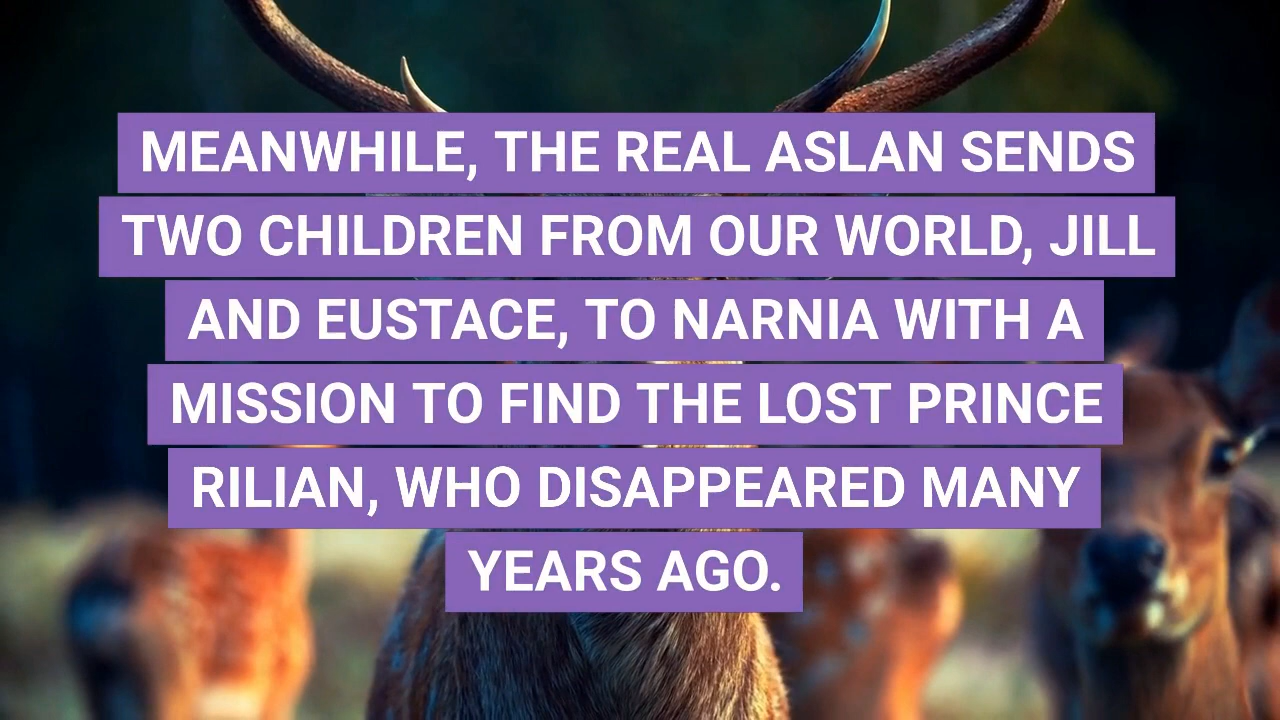 MEANWHILE, THE REAL ASLAN SENDS
TWO CHILDREN FROM OUR WORLD, JILL
AND EUSTACE, TO NARNIA WITH A
MISSION TO FIND THE LOST PRINCE
RILIAN, WHO DISAPPEARED MANY
YEARS AGO.